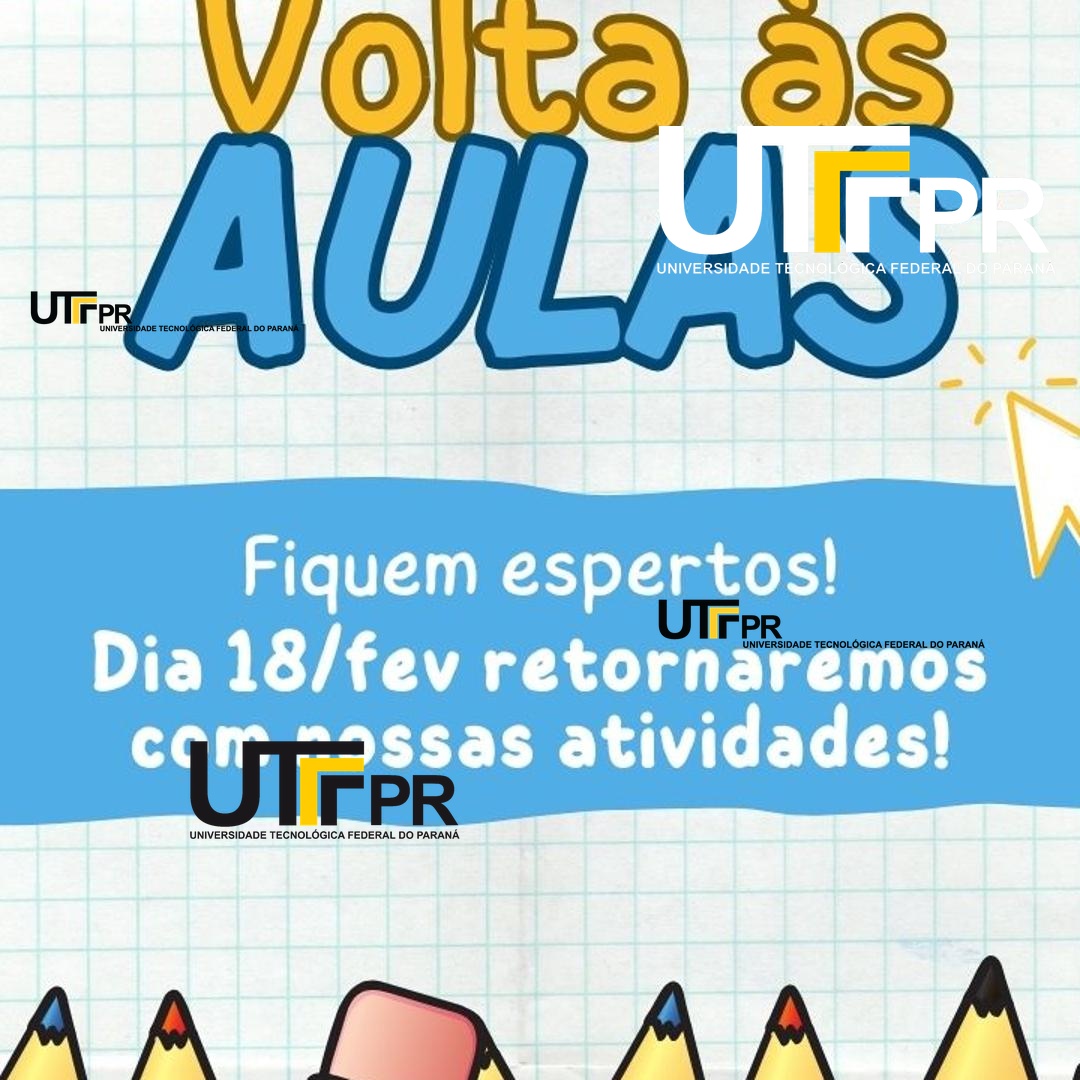 Volta às
AULAS
UTFPR
UNIVERSIDADE TECNOLÓGICA FEDERAL DO PARANÁ
UTFPR
UNIVERSIDADE TECNOLÓGICA FEDERAL DO PARANÁ
Fiquem espertos!
UTFPR
UNIVERSIDADE TECNOLÓGICA FEDERAL DO PARANÁ
Dia 18/fev retornaremos
com nossas atividades!
UTFPR
UNIVERSIDADE TECNOLÓGICA FEDERAL DO PARANÁ